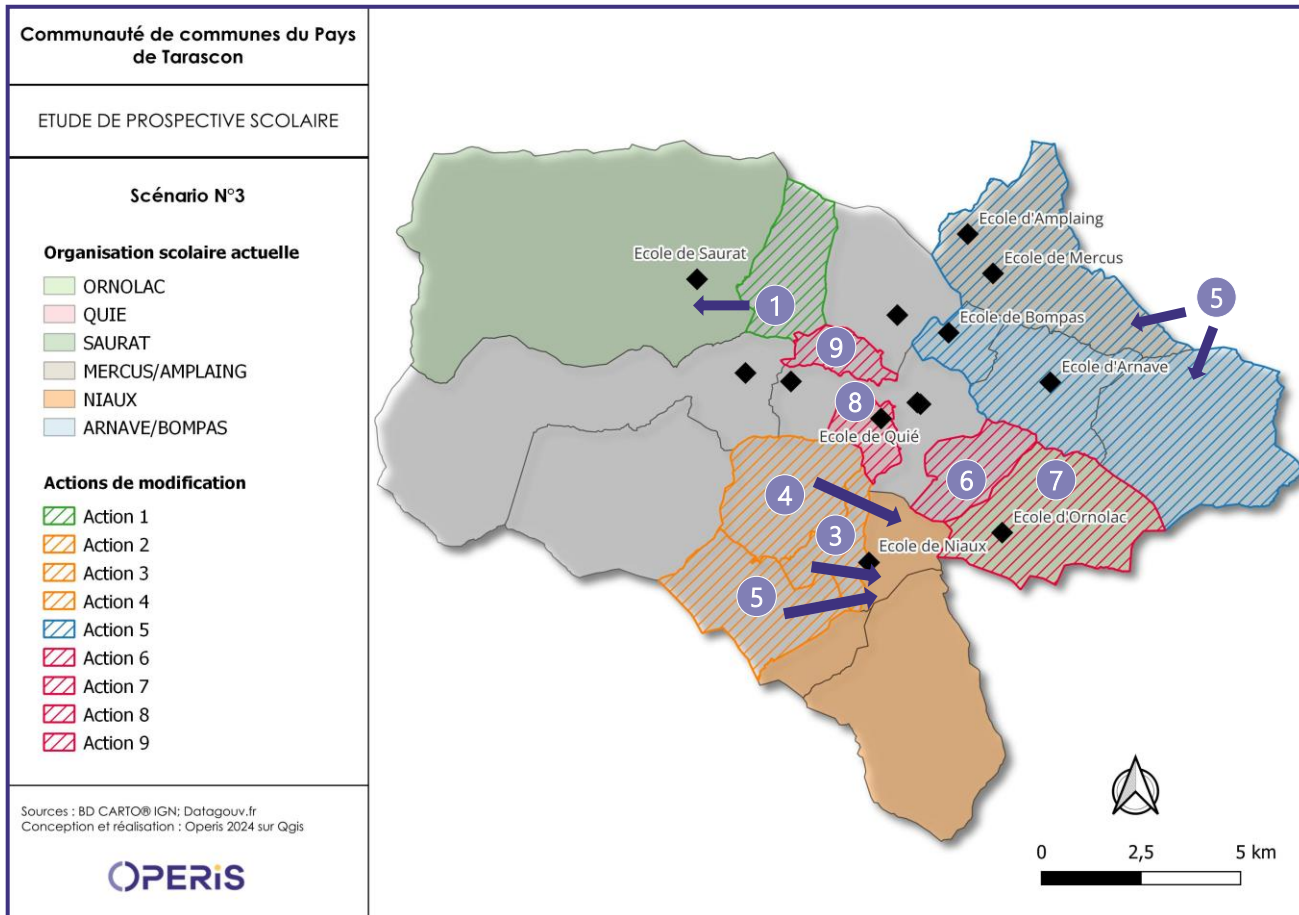 Communauté de communes du Pays
de Tarascon
ETUDE DE PROSPECTIVE SCOLAIRE
Scénario N°3
Organisation scolaire actuelle
ORNOLAC
QUIE
SAURAT
MERCUS/AMPLAING
NIAUX
ARNAVE/BOMPAS
Actions de modification
Action 1
Action 2
Action 3
Action 4
Action 5
Action 6
Action 7
Action 8
Action 9
Sources : BD CARTO® IGN; Datagouv.fr
Conception et réalisation : Operis 2024 sur Qgis
OPERIS
Ecole d'Amplaing
Ecole de Saurat
Ecole de Mercus
1
5
Ecole de Bompas
9
Ecole d'Arnave
8
Ecole de Quié
6
7
4
Ecole d'Ornolac
3
Ecole de Niaux
5
0 2,5 5 km